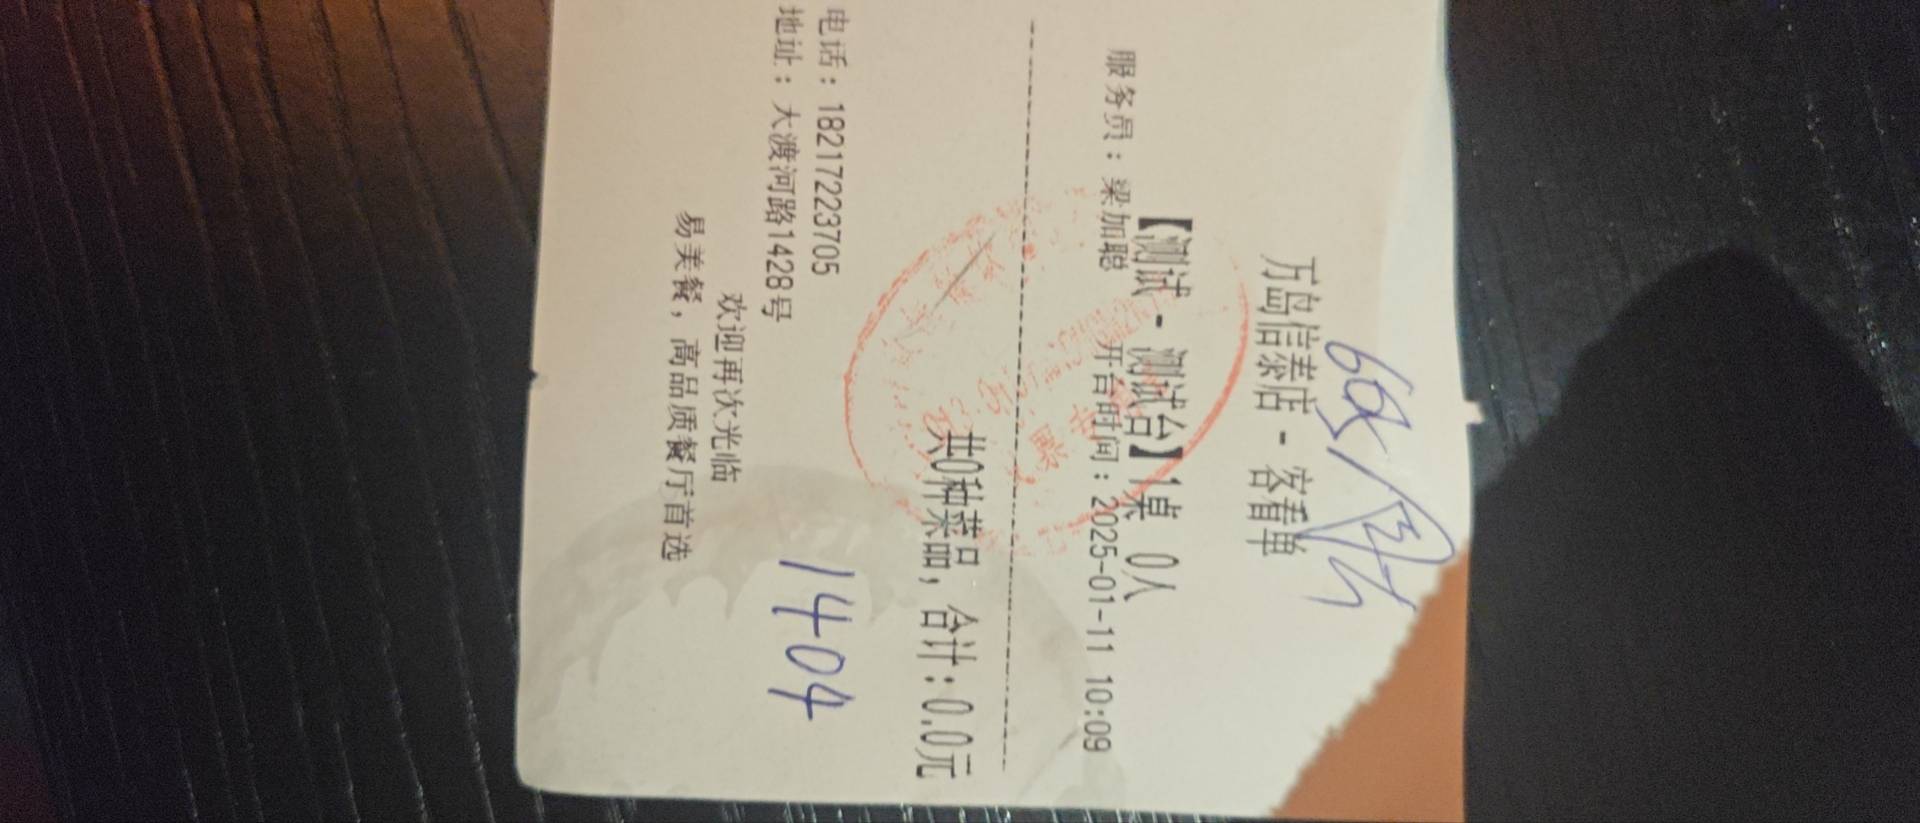 万岛信泰店 - 客看单
【测试 - 测试台】1桌 0人
服务员：梁加聪 开台时间：2025-01-11 10:09
共0种菜品，合计：0.0元
电话：18217223705
1404
地址：大渡河路1428号
欢迎再次光临
易美餐，高品质餐厅首选